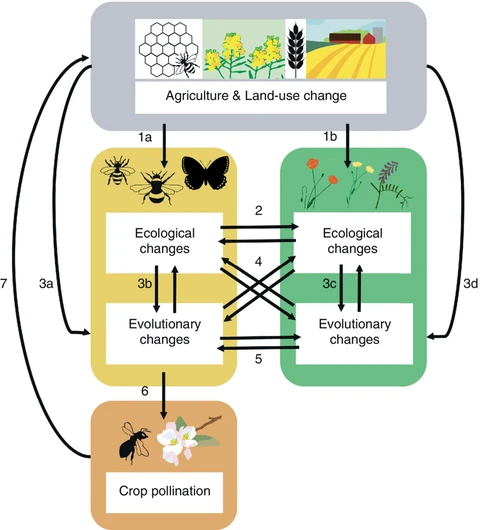 Agriculture & Land-use change
1a
1b
2
Ecological
changes
Ecological
changes
4
7
3a
3b
3c
3d
Evolutionary
changes
Evolutionary
changes
5
6
Crop pollination